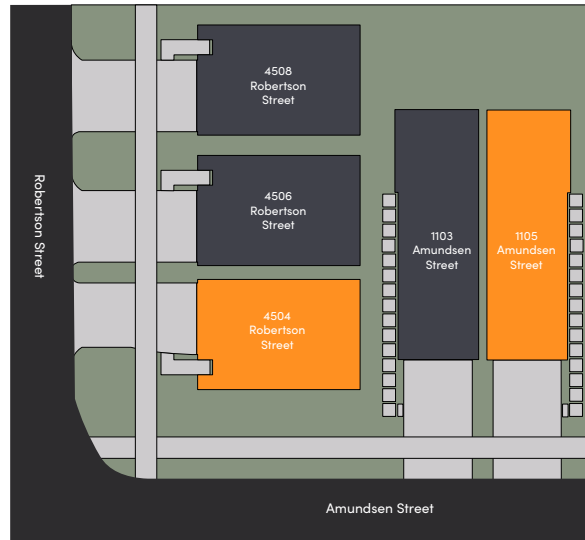 4508
Robertson
Street
4506
Robertson
Street
4504
Robertson
Street
1103
Amundsen
Street
1105
Amundsen
Street
Robertson Street
Amundsen Street